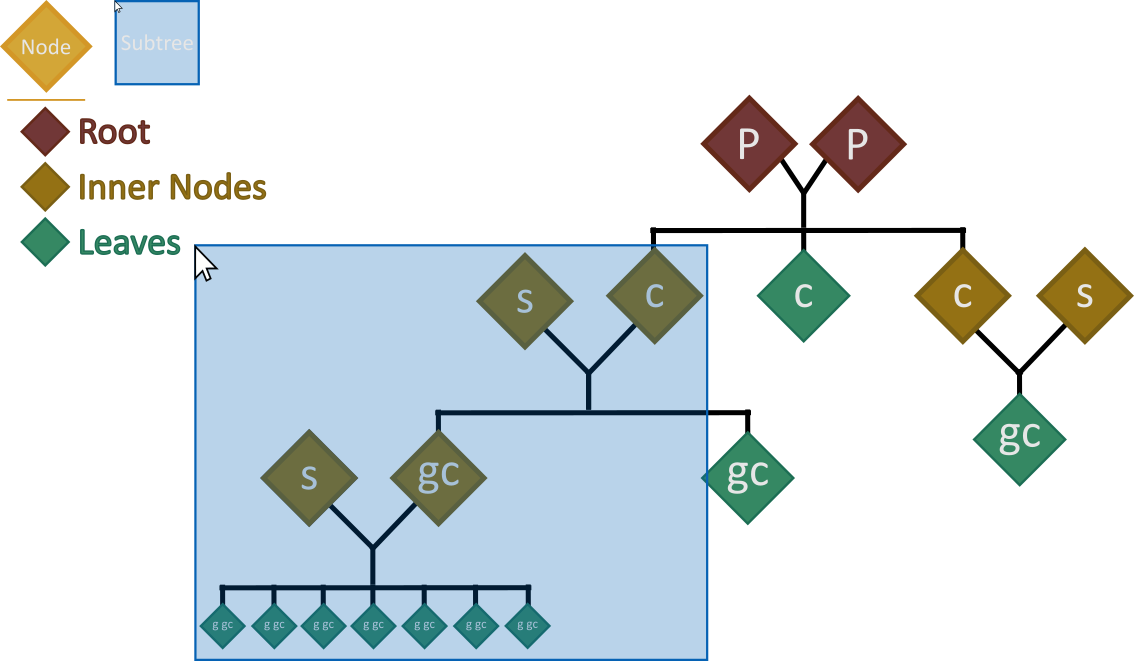 Node
Subtree
Root
Inner Nodes
Leaves
P P
s c c c s
s gc gc gc
g gc g gc g gc g gc g gc g gc g gc